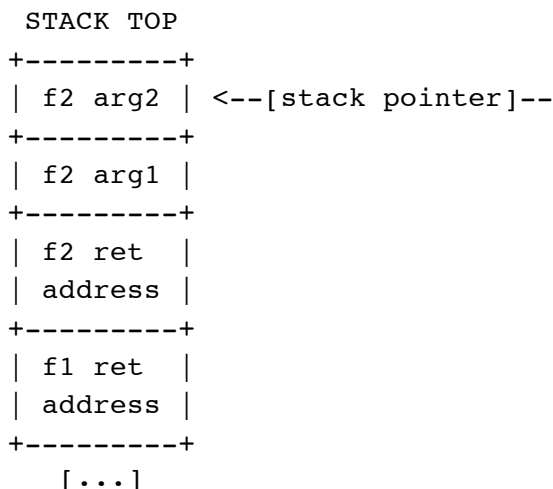 STACK TOP
+---------+
| f2 arg2 | <--[stack pointer]--
+---------+
| f2 arg1 |
+---------+
| f2 ret  |
| address |
+---------+
| f1 ret  |
| address |
+---------+
[...]